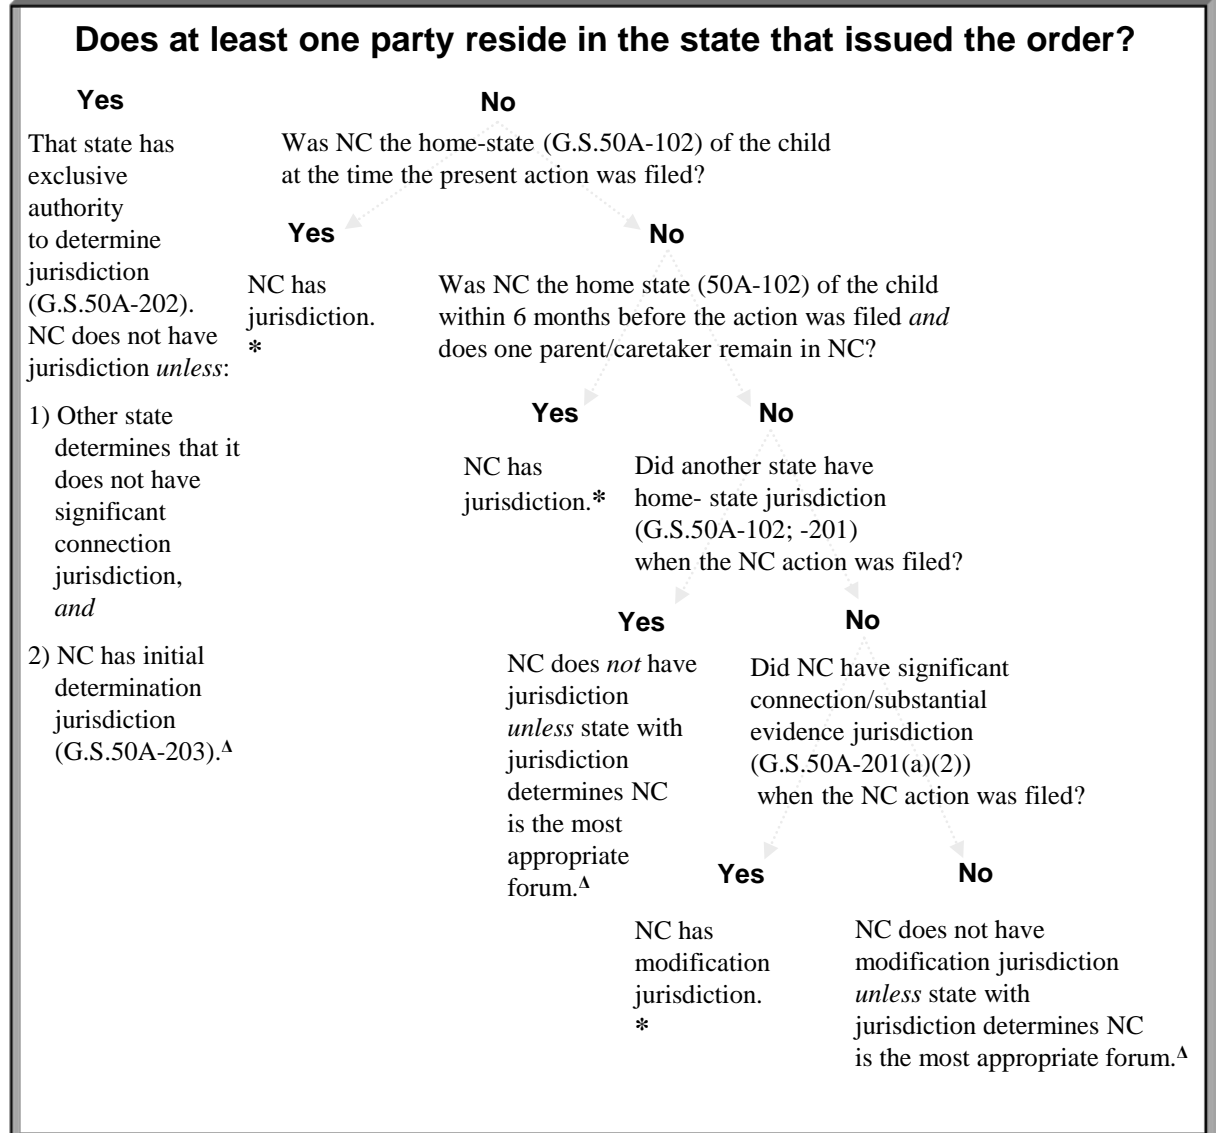 Does at least one party reside in the state that issued the order?
Yes
That state has
exclusive
authority
to determine
jurisdiction
(G.S.50A-202).
NC does not have
jurisdiction unless:
1) Other state
determines that it
does not have
significant
connection
jurisdiction,
and
2) NC has initial
determination
jurisdiction
(G.S.50A-203).Δ
No
Was NC the home-state (G.S.50A-102) of the child
at the time the present action was filed?
Yes
NC has
jurisdiction.
*
No
Was NC the home state (50A-102) of the child
within 6 months before the action was filed and
does one parent/caretaker remain in NC?
Yes
NC has
jurisdiction.*
No
Did another state have
home- state jurisdiction
(G.S.50A-102; -201)
when the NC action was filed?
Yes
NC does not have
jurisdiction
unless state with
jurisdiction
determines NC
is the most
appropriate
forum.Δ
No
Did NC have significant
connection/substantial
evidence jurisdiction
(G.S.50A-201(a)(2))
when the NC action was filed?
Yes
NC has
modification
jurisdiction.
*
No
NC does not have
modification jurisdiction
unless state with
jurisdiction determines NC
is the most appropriate forum.Δ